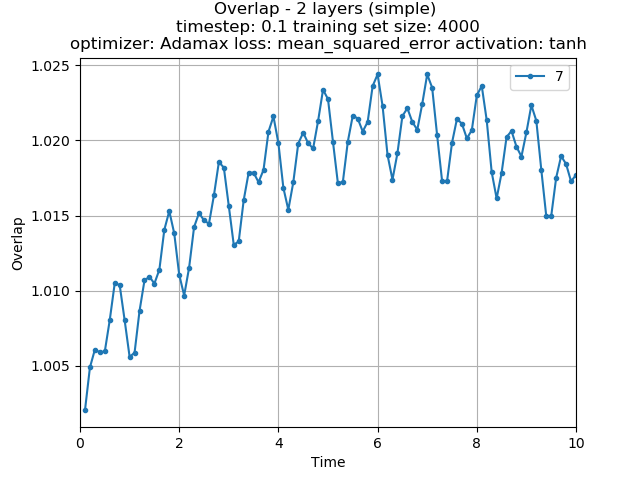 Overlap - 2 layers (simple)
timestep: 0.1 training set size: 4000
optimizer: Adamax loss: mean_squared_error activation: tanh
7
1.025
1.020
1.015
1.010
1.005
Overlap
0 2 4 6 8 10
Time